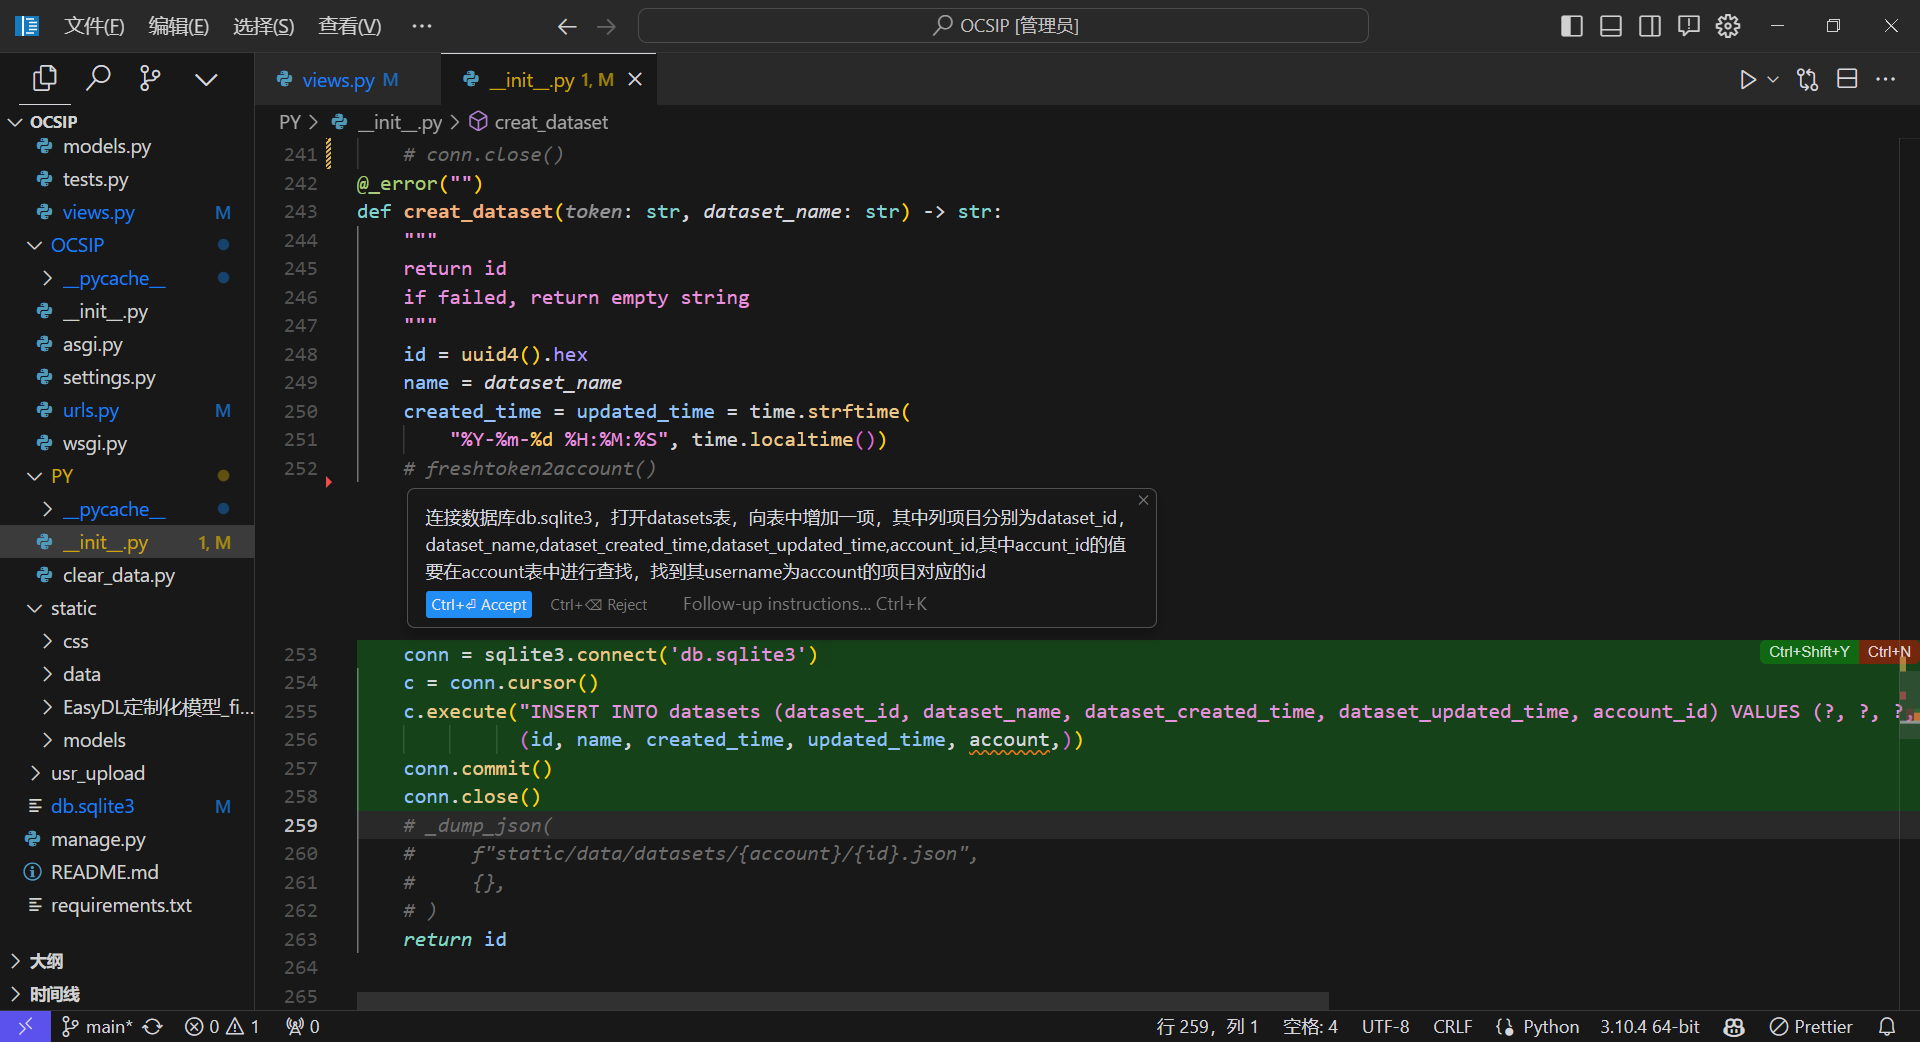 文件(F) 编辑(E) 选择(S) 查看(V) ··· OCSIP [管理员]
views.py M __init__.py 1, M
OCSIP
PY > __init__.py > creat_dataset
models.py
tests.py
views.py M
OCSIP
__pycache__
__init__.py
asgi.py
settings.py
urls.py M
wsgi.py
PY
__pycache__
__init__.py 1, M
clear_data.py
static
css
data
EasyDL定制化模型_fi...
models
usr_upload
db.sqlite3 M
manage.py
README.md
requirements.txt
大纲
时间线
241 # conn.close()
242 @_error("")
243 def creat_dataset(token: str, dataset_name: str) -> str:
244 """
245 return id
246 if failed, return empty string
247 """
248 id = uuid4().hex
249 name = dataset_name
250 created_time = updated_time = time.strftime(
251 "%Y-%m-%d %H:%M:%S", time.localtime())
252 # freshtoken2account()
连接数据库db.sqlite3，打开datasets表，向表中增加一项，其中列项目分别为dataset_id，
dataset_name,dataset_created_time,dataset_updated_time,account_id,其中accunt_id的值
要在account表中进行查找，找到其username为account的项目对应的id
Ctrl+⏎ Accept Ctrl+⌫ Reject Follow-up instructions... Ctrl+K
253 conn = sqlite3.connect('db.sqlite3') Ctrl+Shift+Y Ctrl+N
254 c = conn.cursor()
255 c.execute("INSERT INTO datasets (dataset_id, dataset_name, dataset_created_time, dataset_updated_time, account_id) VALUES (?, ?, ?,
256 (id, name, created_time, updated_time, account,))
257 conn.commit()
258 conn.close()
259 # _dump_json(
260 # f"static/data/datasets/{account}/{id}.json",
261 # {},
262 # )
263 return id
264
265
main* 0 1 0 行 259，列 1 空格: 4 UTF-8 CRLF Python 3.10.4 64-bit Prettier